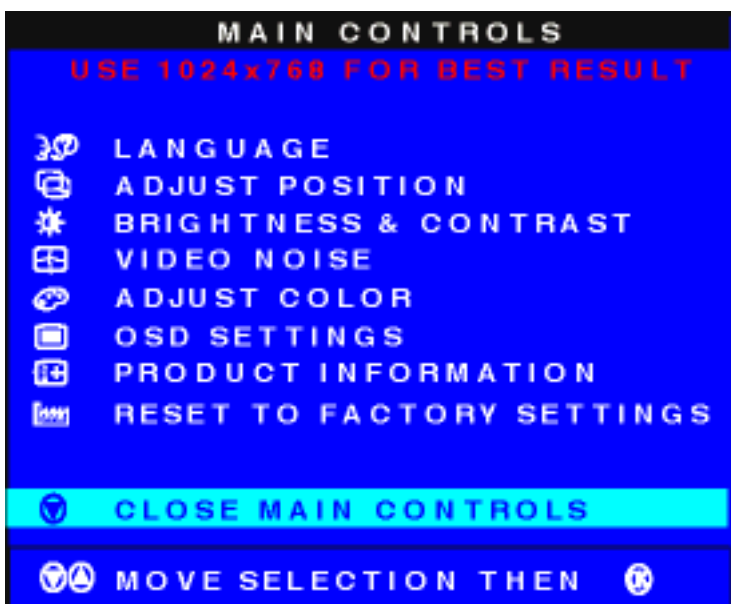 MAIN CONTROLS
USE 1024x768 FOR BEST RESULT
LANGUAGE
ADJUST POSITION
BRIGHTNESS & CONTRAST
VIDEO NOISE
ADJUST COLOR
OSD SETTINGS
PRODUCT INFORMATION
RESET TO FACTORY SETTINGS
CLOSE MAIN CONTROLS
MOVE SELECTION THEN OK